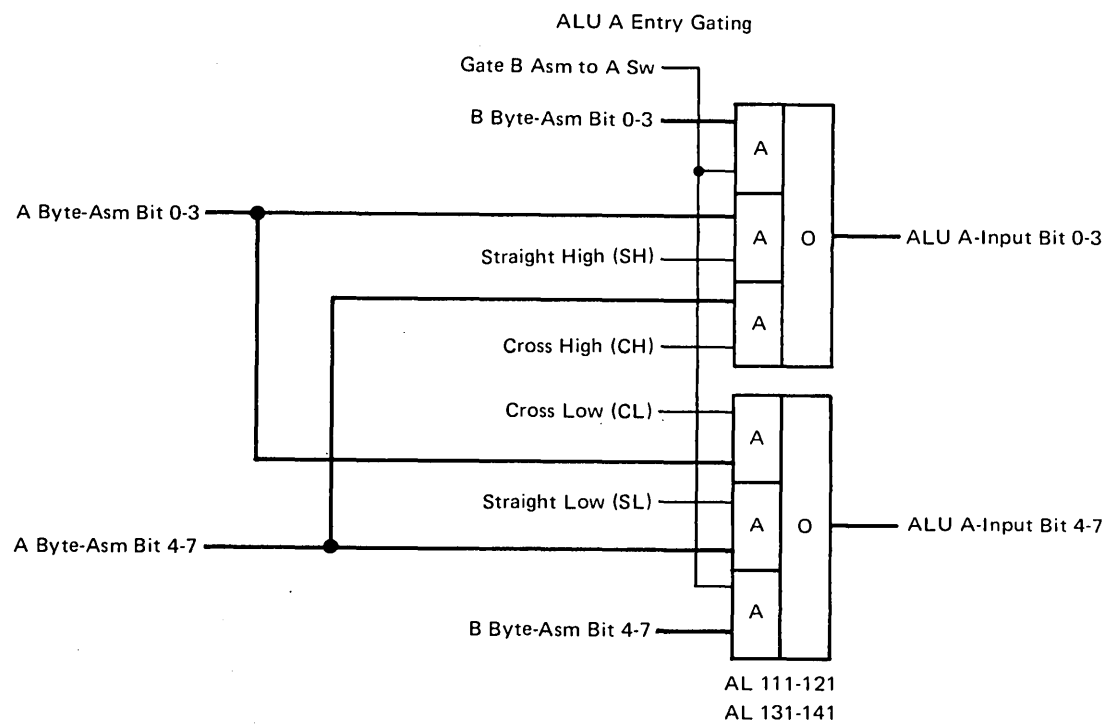 ALU A Entry Gating
Gate B Asm to A Sw
B Byte-Asm Bit 0-3
A
A Byte-Asm Bit 0-3
A
O
ALU A-Input Bit 0-3
Straight High (SH)
A
Cross High (CH)
Cross Low (CL)
A
Straight Low (SL)
A
O
ALU A-Input Bit 4-7
A Byte-Asm Bit 4-7
A
B Byte-Asm Bit 4-7
AL 111-121
AL 131-141